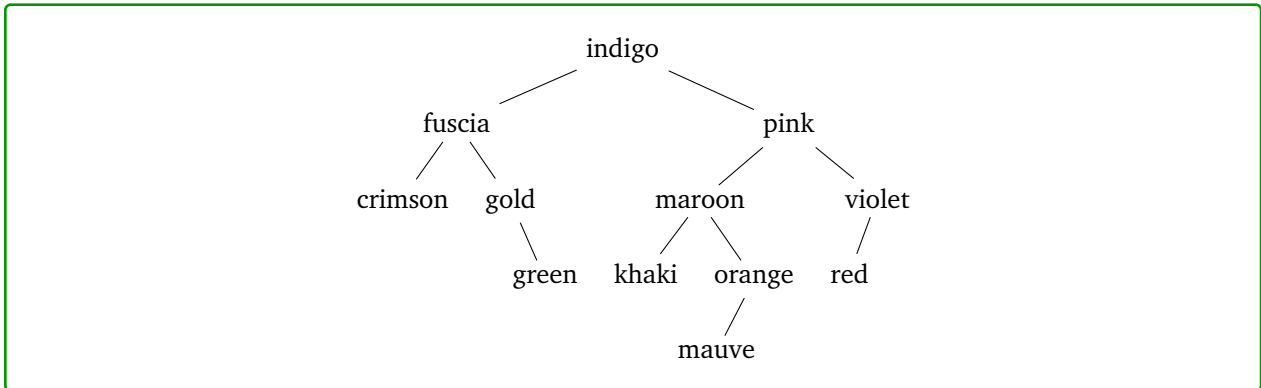 indigo
fuscia pink
crimson gold maroon violet
green khaki orange red
mauve